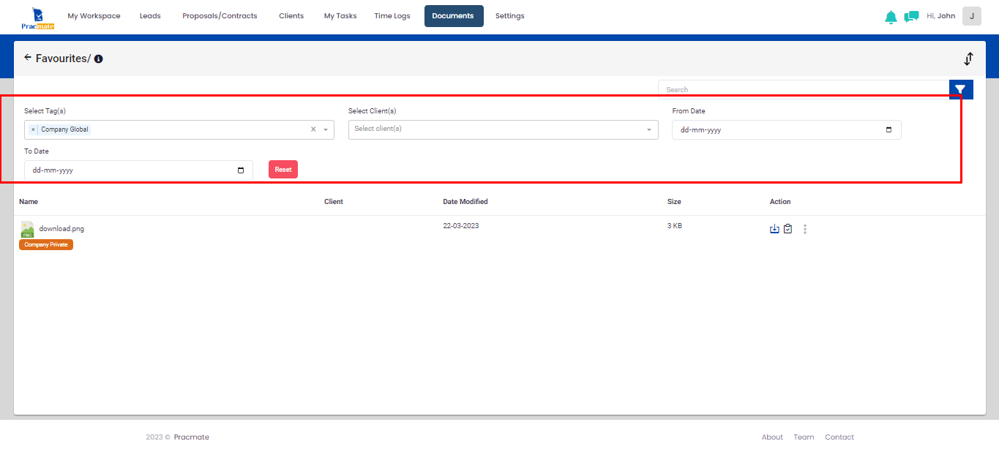 Pracmate
My Workspace Leads Proposals/Contracts Clients My Tasks Time Logs Documents Settings Hi, John J
Favourites/
Search
Select Tag(s) Select Client(s) From Date
× Company Global × Select client(s) dd-mm-yyyy
To Date
dd-mm-yyyy Reset
Name Client Date Modified Size Action
PNG download.png 22-03-2023 3 KB
Company Private
2023 © Pracmate About Team Contact